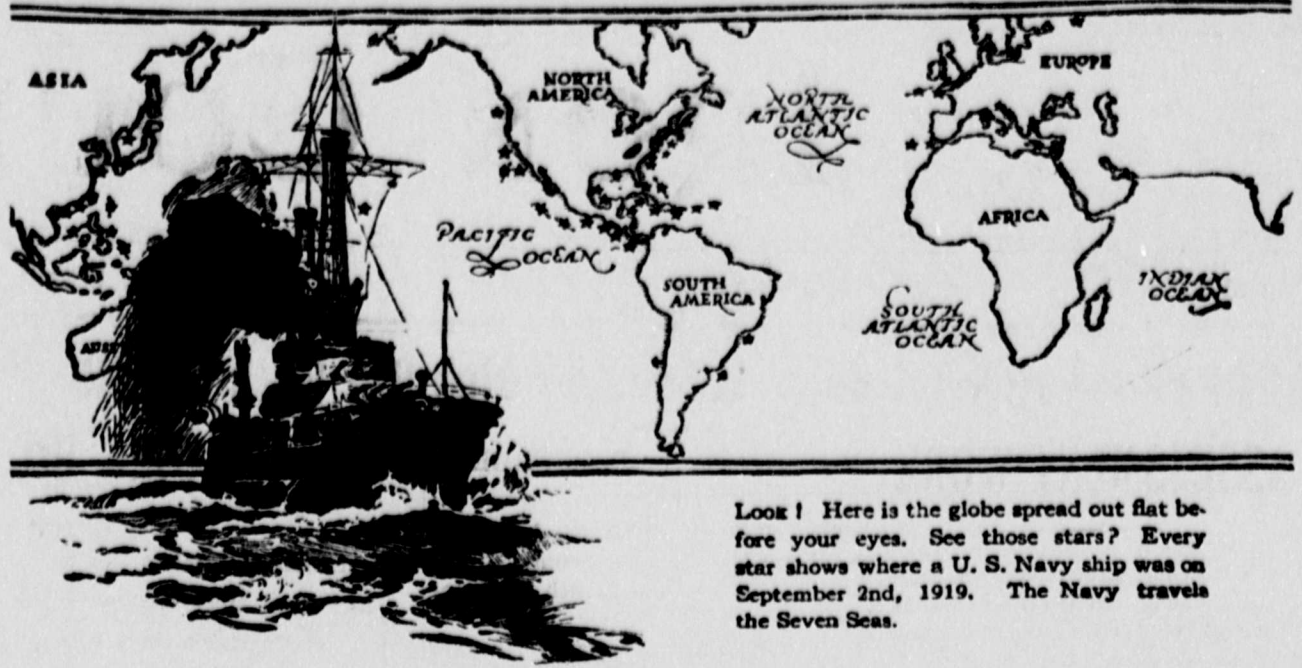 ASIA
NORTH
AMERICA
NORTH
ATLANTIC
OCEAN
EUROPE
PACIFIC
OCEAN
AFRICA
SOUTH
AMERICA
SOUTH
ATLANTIC
OCEAN
INDIAN
OCEAN
Look! Here is the globe spread out flat be-
fore your eyes. See those stars? Every
star shows where a U. S. Navy ship was on
September 2nd, 1919. The Navy travels
the Seven Seas.